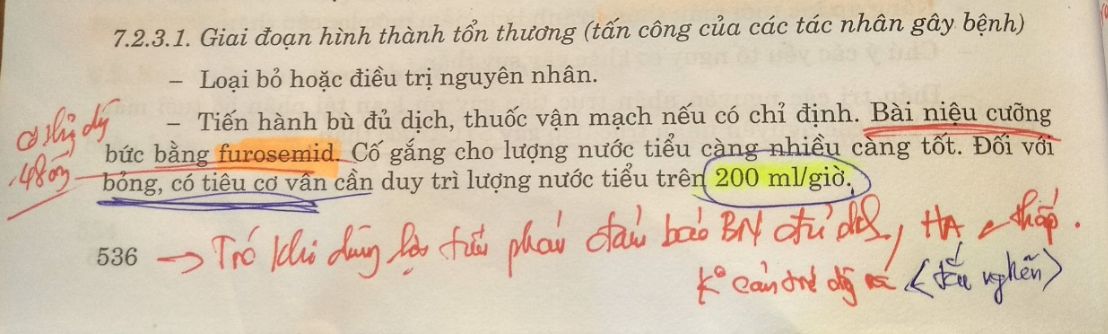 7.2.3.1. Giai đoạn hình thành tổn thương (tấn công của các tác nhân gây bệnh)
– Loại bỏ hoặc điều trị nguyên nhân.
– Tiến hành bù đủ dịch, thuốc vận mạch nếu có chỉ định. Bài niệu cưỡng
bức bằng furosemid. Cố gắng cho lượng nước tiểu càng nhiều càng tốt. Đối với
bỏng, có tiêu cơ vân cần duy trì lượng nước tiểu trên 200 ml/giờ.
536 → Trc khi dùng lợi tiểu phải đảm bảo BN đủ dịch, HA thấp.
K° cản trở (tắc nghẽn)